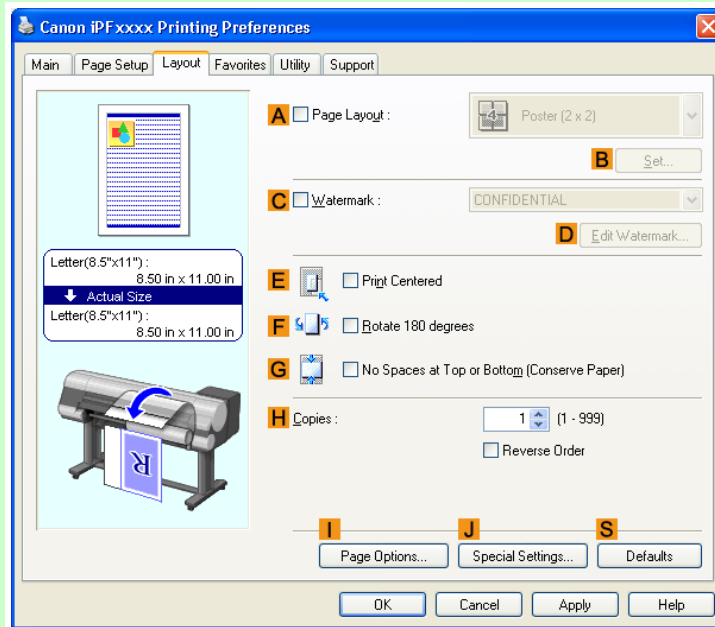 Canon iPFxxxx Printing Preferences
Main Page Setup Layout Favorites Utility Support
A Page Layout : 4 Poster (2 x 2)
B Set...
C Watermark : CONFIDENTIAL
D Edit Watermark...
Letter(8.5"x11") :
8.50 in x 11.00 in
Actual Size
Letter(8.5"x11") :
8.50 in x 11.00 in
E Print Centered
F Rotate 180 degrees
G No Spaces at Top or Bottom (Conserve Paper)
H Copies : 1 (1 - 999)
Reverse Order
R
I J S
Page Options... Special Settings... Defaults
OK Cancel Apply Help